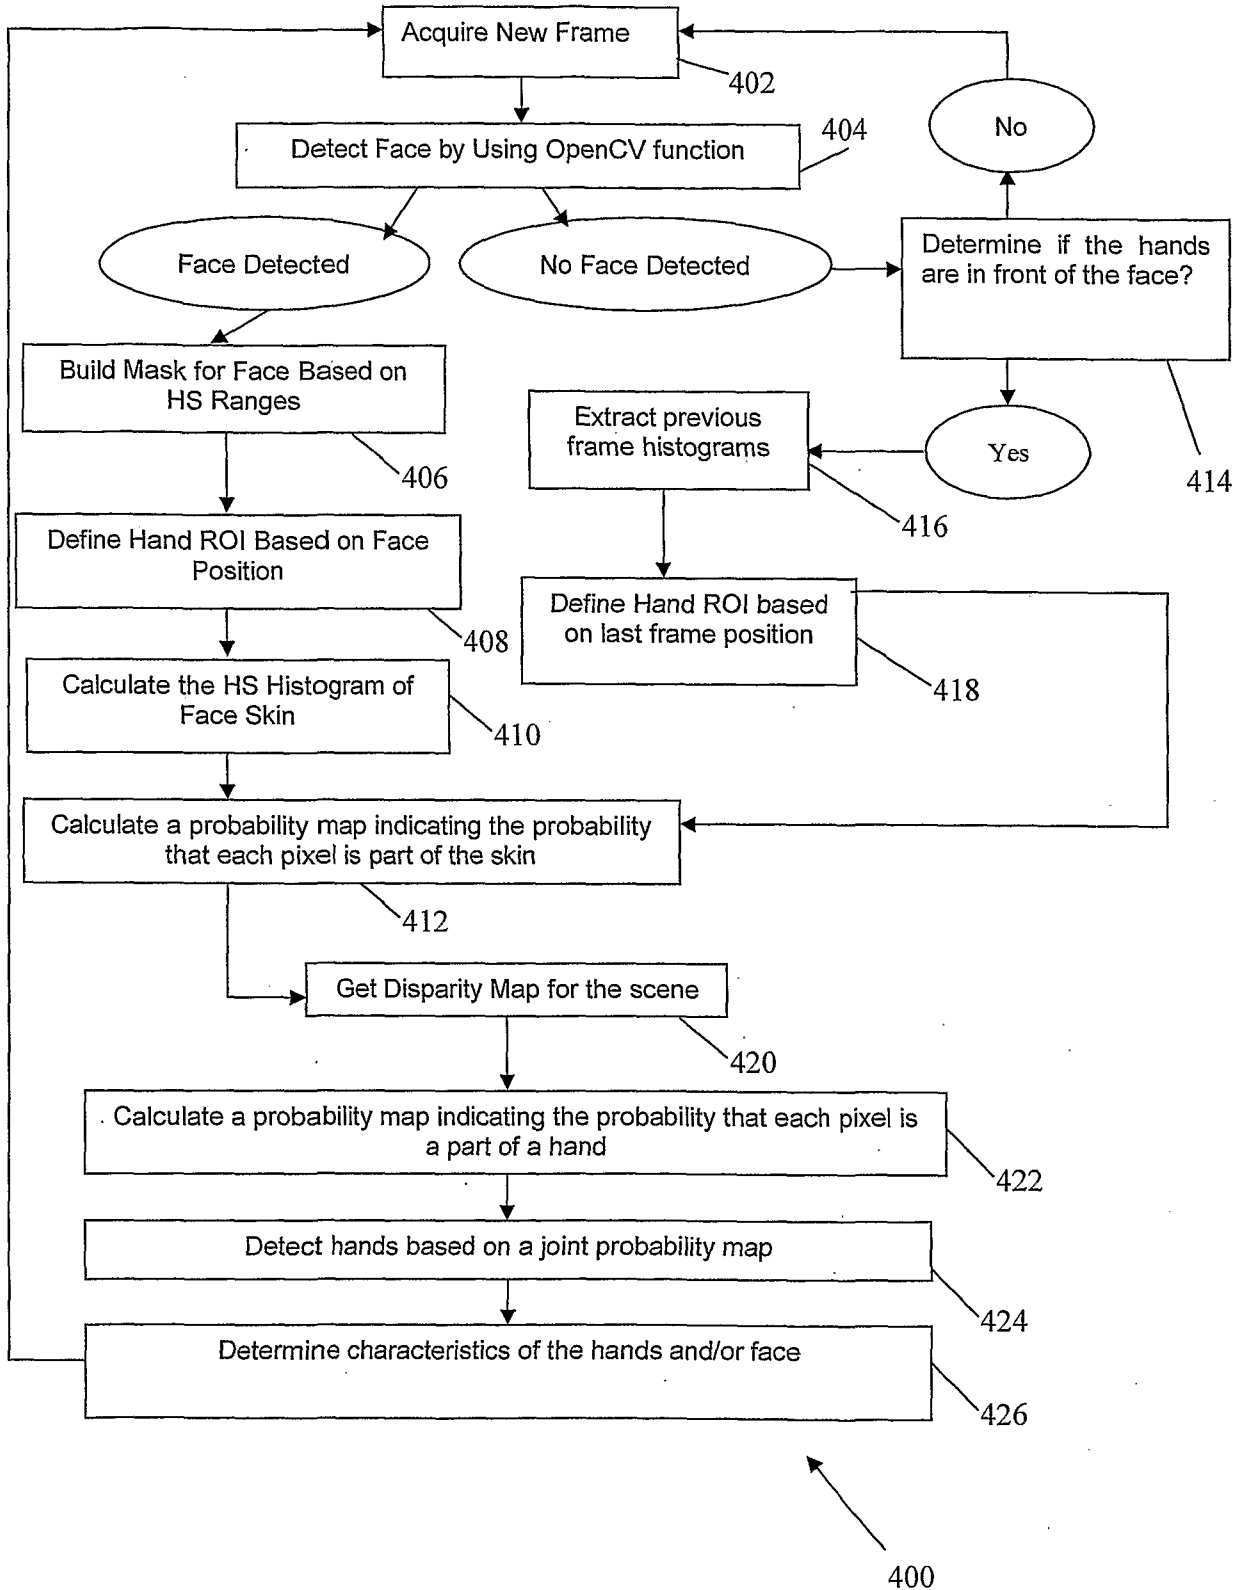 Acquire New Frame
402
Detect Face by Using OpenCV function
404
No
Face Detected
No Face Detected
Determine if the hands
are in front of the face?
414
Build Mask for Face Based on
HS Ranges
406
Extract previous
frame histograms
416
Yes
Define Hand ROI Based on Face
Position
408
Define Hand ROI based
on last frame position
418
Calculate the HS Histogram of
Face Skin
410
Calculate a probability map indicating the probability
that each pixel is part of the skin
412
Get Disparity Map for the scene
420
Calculate a probability map indicating the probability that each pixel is
a part of a hand
422
Detect hands based on a joint probability map
424
Determine characteristics of the hands and/or face
426
400